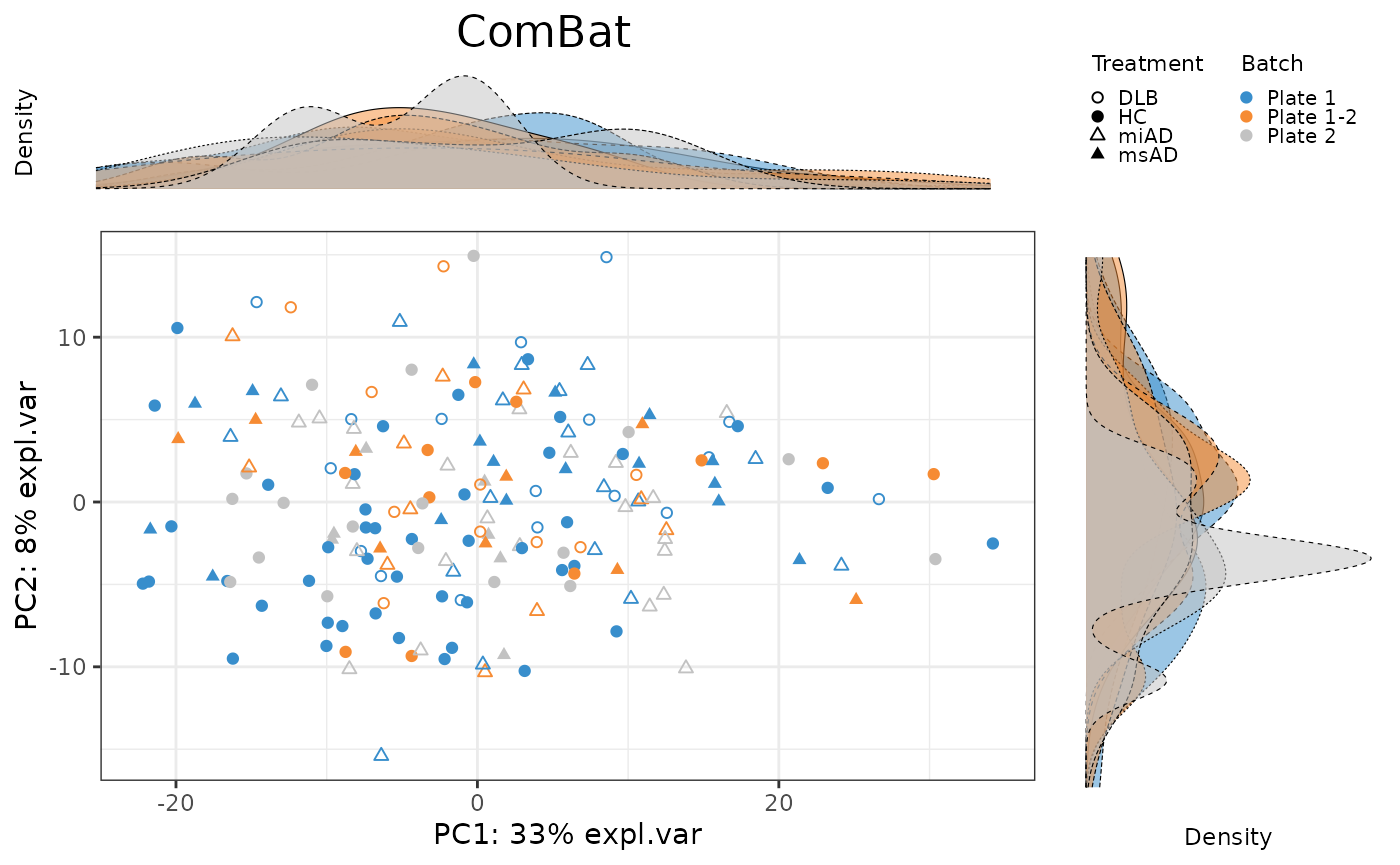 ComBat
Density
Treatment
DLB
HC
miAD
msAD
Batch
Plate 1
Plate 1-2
Plate 2
PC2: 8% expl.var
10
0
-10
-20
0
20
PC1: 33% expl.var
Density